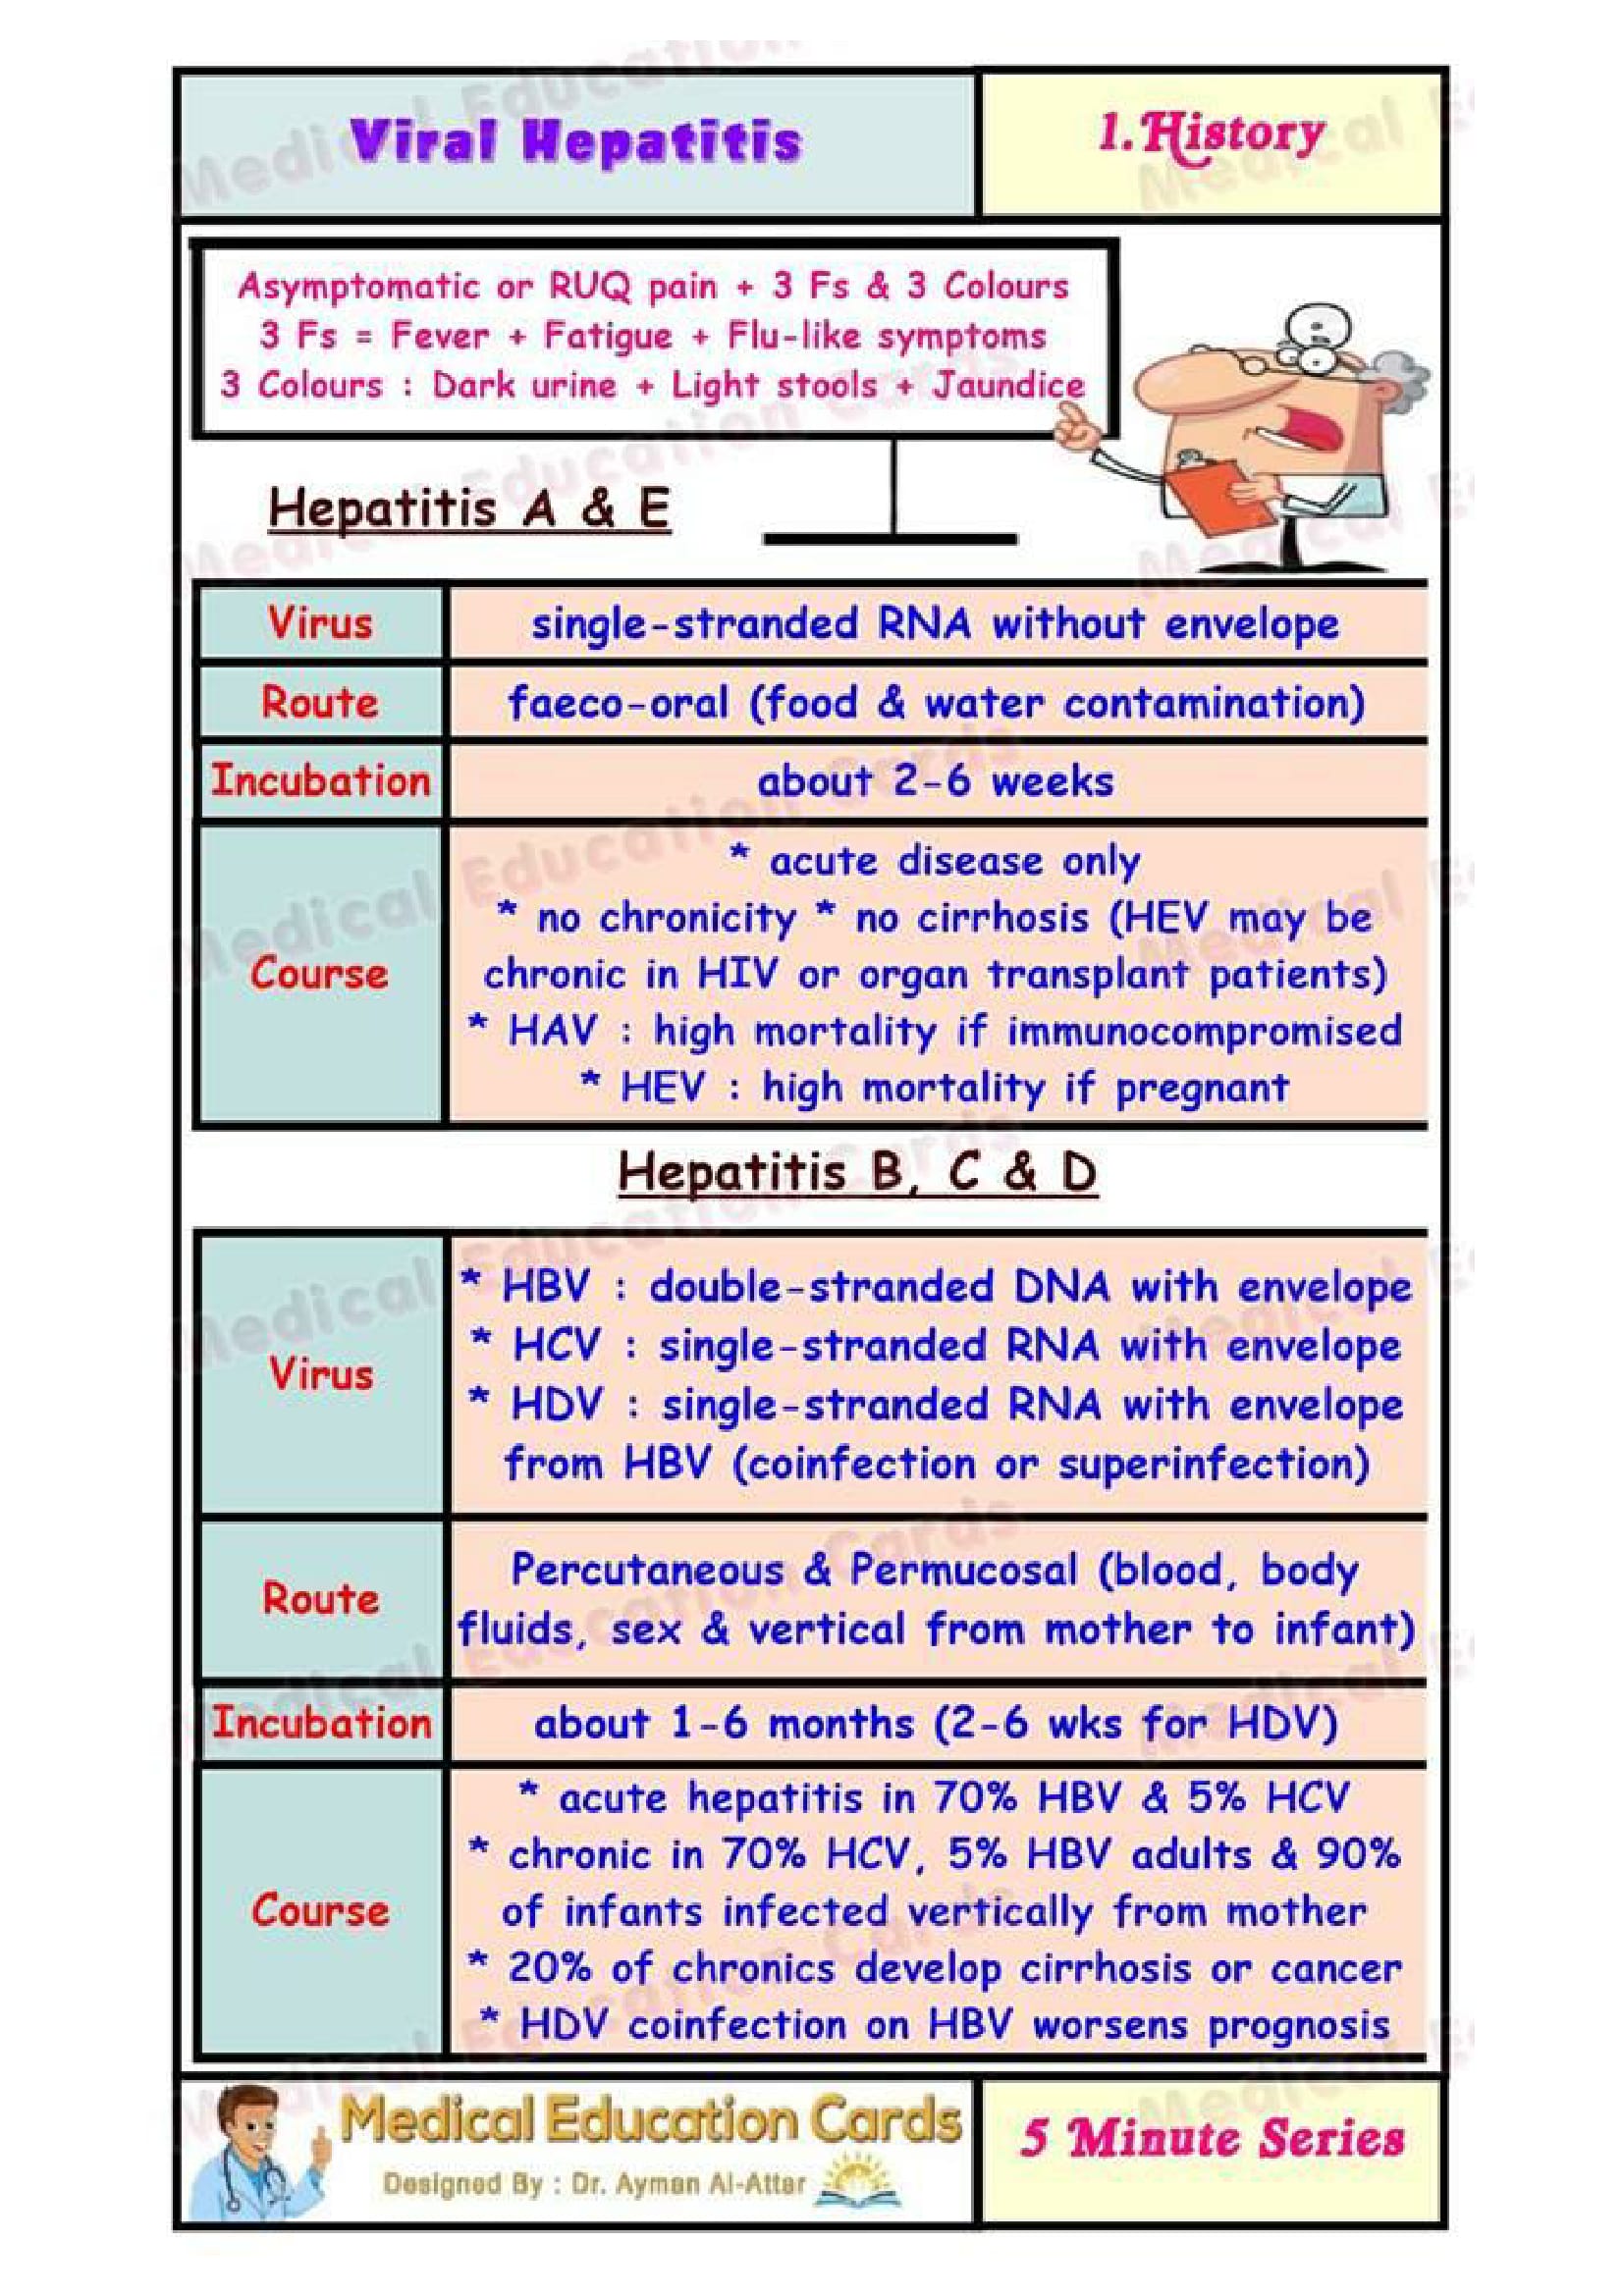 Viral Hepatitis
1. History
Asymptomatic or RUQ pain + 3 Fs & 3 Colours
3 Fs = Fever + Fatigue + Flu-like symptoms
3 Colours : Dark urine + Light stools + Jaundice
Hepatitis A & E
Virus
single-stranded RNA without envelope
Route
faeco-oral (food & water contamination)
Incubation
about 2-6 weeks
Course
* acute disease only
* no chronicity * no cirrhosis (HEV may be
chronic in HIV or organ transplant patients)
* HAV : high mortality if immunocompromised
* HEV : high mortality if pregnant
Hepatitis B, C & D
Virus
* HBV : double-stranded DNA with envelope
* HCV : single-stranded RNA with envelope
* HDV : single-stranded RNA with envelope
from HBV (coinfection or superinfection)
Route
Percutaneous & Permucosal (blood, body
fluids, sex & vertical from mother to infant)
Incubation
about 1-6 months (2-6 wks for HDV)
Course
* acute hepatitis in 70% HBV & 5% HCV
* chronic in 70% HCV, 5% HBV adults & 90%
of infants infected vertically from mother
* 20% of chronics develop cirrhosis or cancer
* HDV coinfection on HBV worsens prognosis
Medical Education Cards
Designed By : Dr. Ayman Al-Attar
5 Minute Series